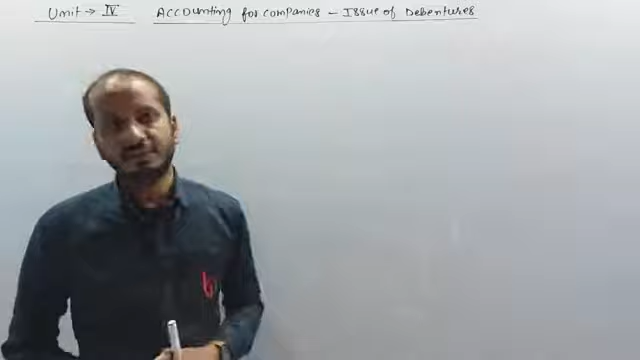 Unit → IV Accounting for companies - Issue of Debentures